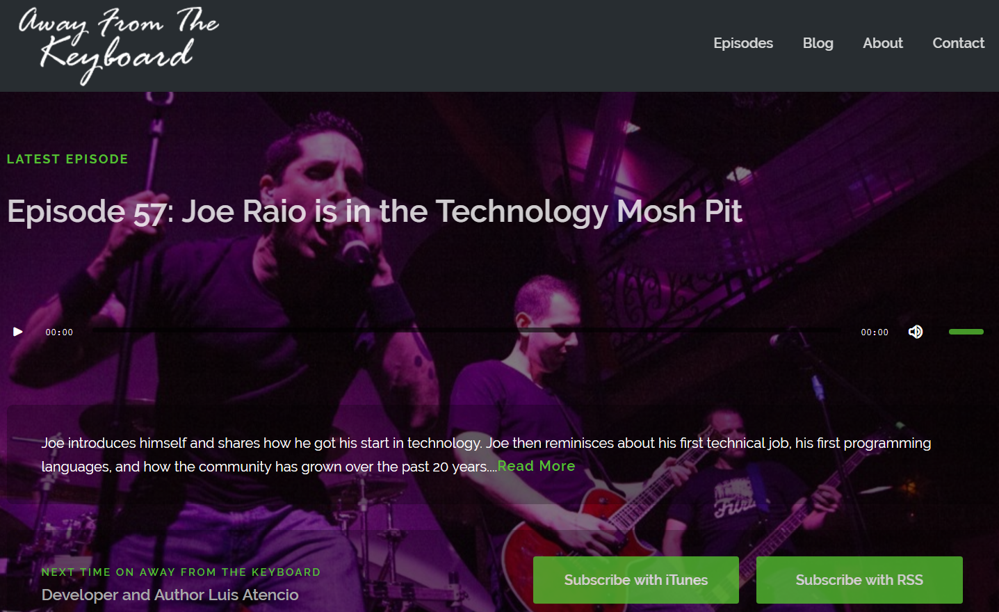 Away From The
Keyboard
Episodes Blog About Contact
LATEST EPISODE
Episode 57: Joe Raio is in the Technology Mosh Pit
00:00 00:00
Joe introduces himself and shares how he got his start in technology. Joe then reminisces about his first technical job, his first programming
languages, and how the community has grown over the past 20 years....Read More
NEXT TIME ON AWAY FROM THE KEYBOARD
Developer and Author Luis Atencio
Subscribe with iTunes Subscribe with RSS